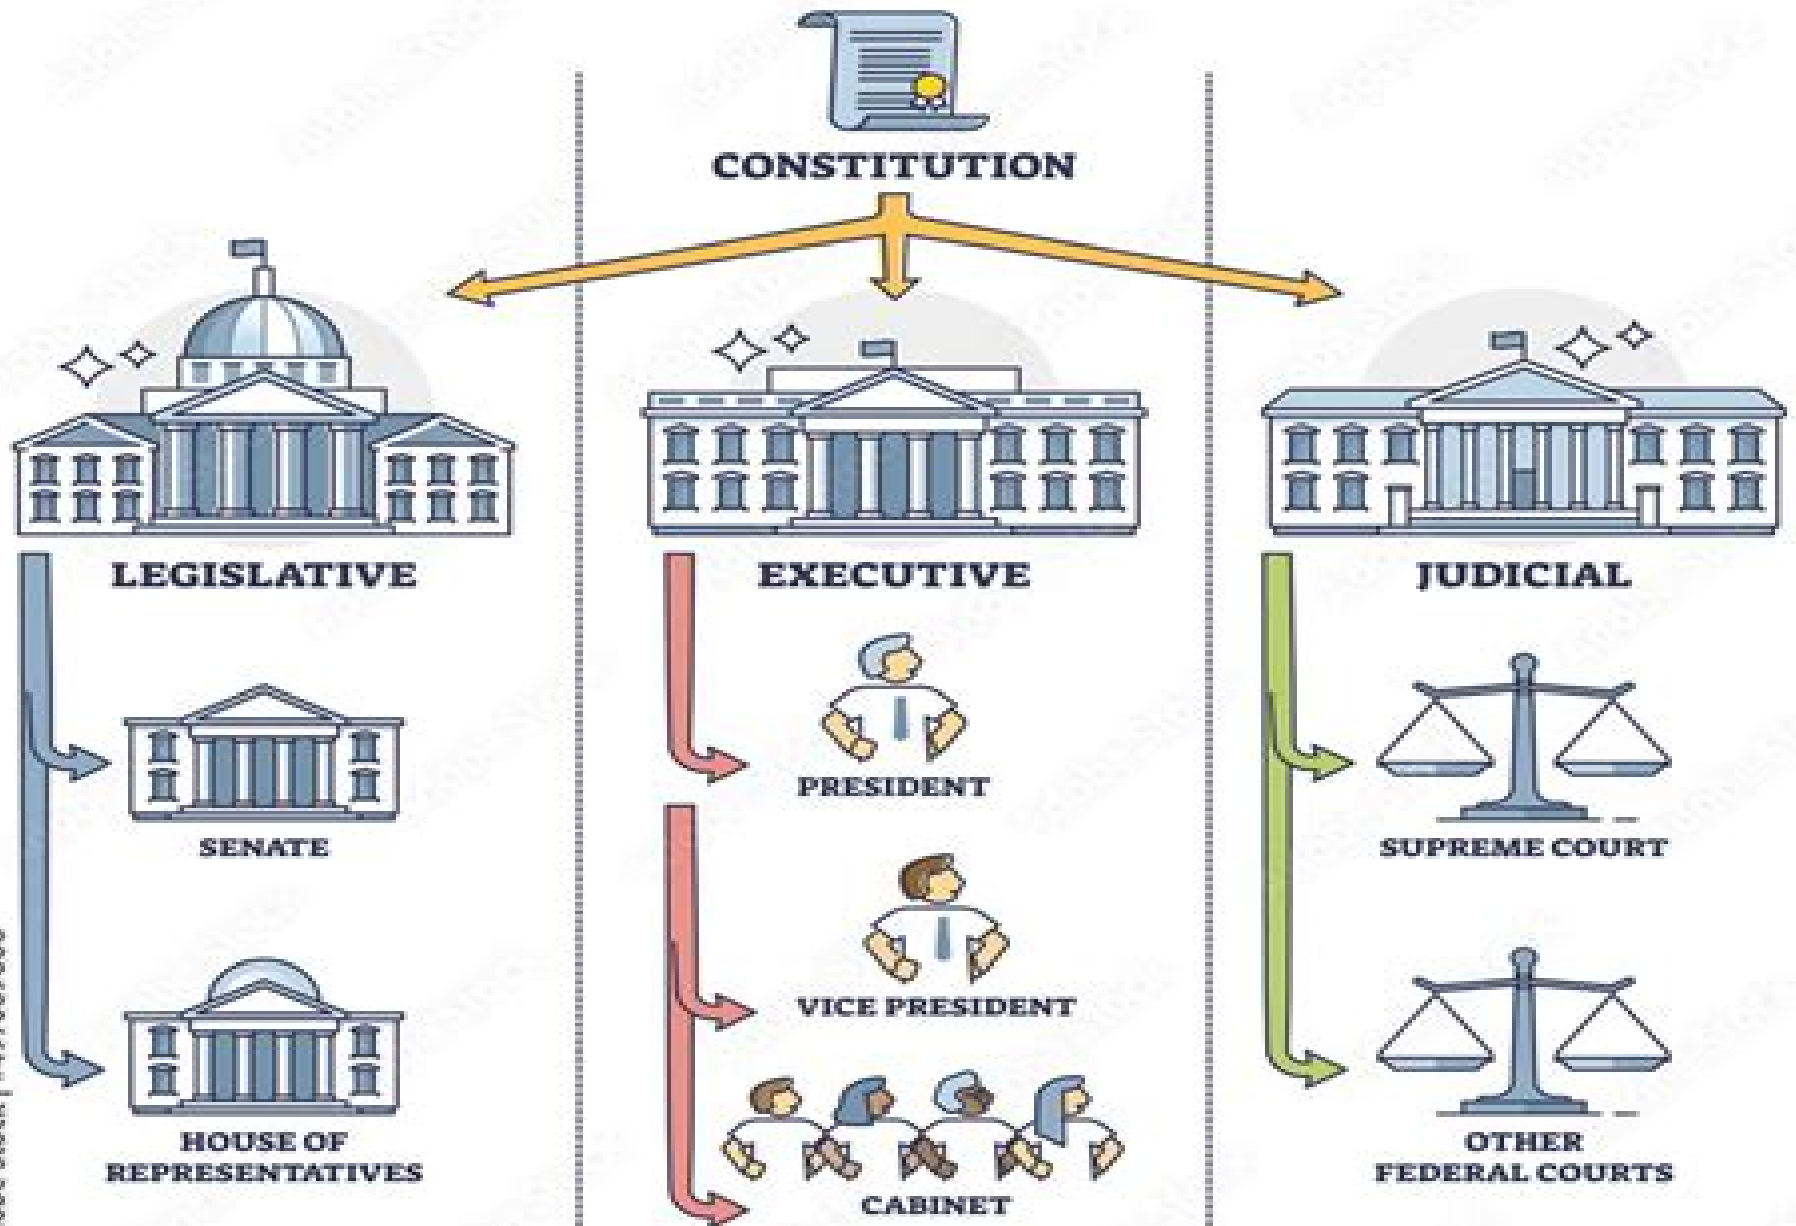 CONSTITUTION
LEGISLATIVE
SENATE
HOUSE OF
REPRESENTATIVES
EXECUTIVE
PRESIDENT
VICE PRESIDENT
CABINET
JUDICIAL
SUPREME COURT
OTHER
FEDERAL COURTS